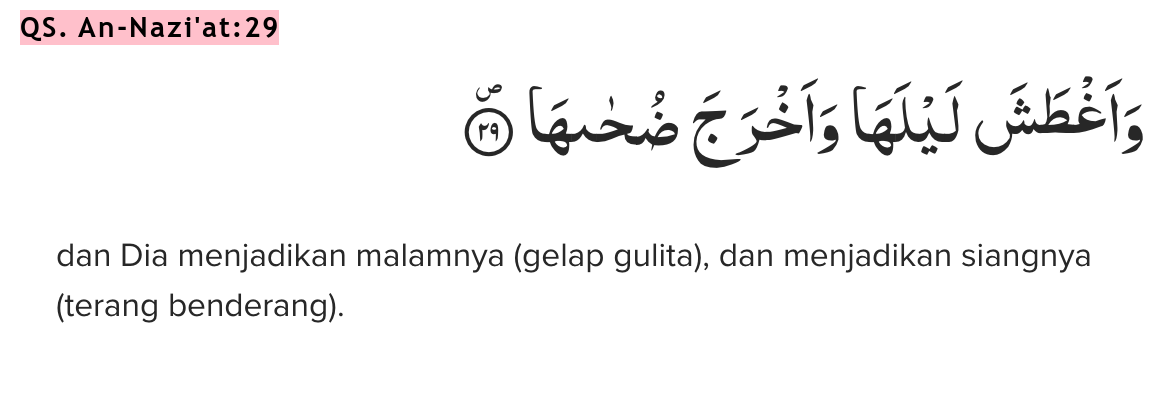 QS. An-Nazi'at:29
وَاَغْطَشَ لَيْلَهَا وَاَخْرَجَ ضُحٰىهَاۖ ٢٩
dan Dia menjadikan malamnya (gelap gulita), dan menjadikan siangnya
(terang benderang).